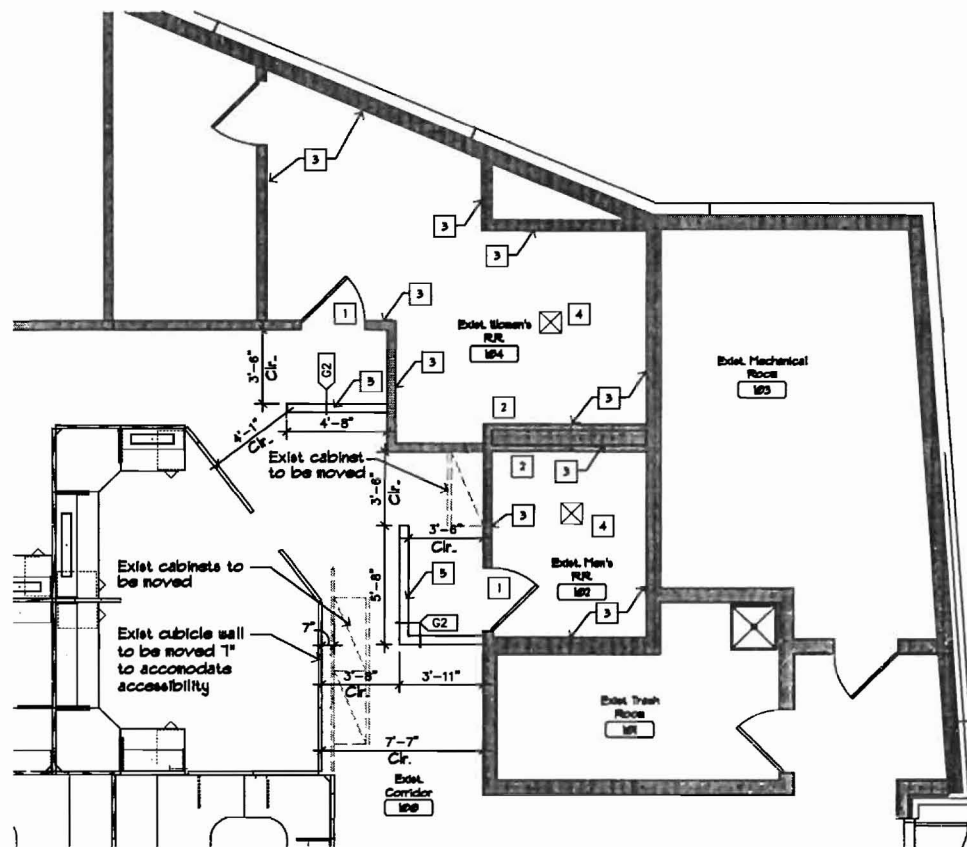 3
3
3
3
1
4
Exist. Women's
R.R.
104
Exist. Mechanical
Room
103
3'-6"
Clr.
G2
5
3
3
2
4'-8"
4'-1"
Clr.
Exist cabinet
to be moved
3'-6"
Clr.
2
3
3'-6"
Clr.
3
4
Exist cabinets to
be moved
5'-8"
5
1
Exist. Men's
R.R.
102
3
G2
Exist cubicle wall
to be moved 7"
to accomodate
accessibility
7"
3'-8"
Clr.
3'-11"
Exist. Trash
Room
101
7'-7"
Clr.
Exist.
Corridor